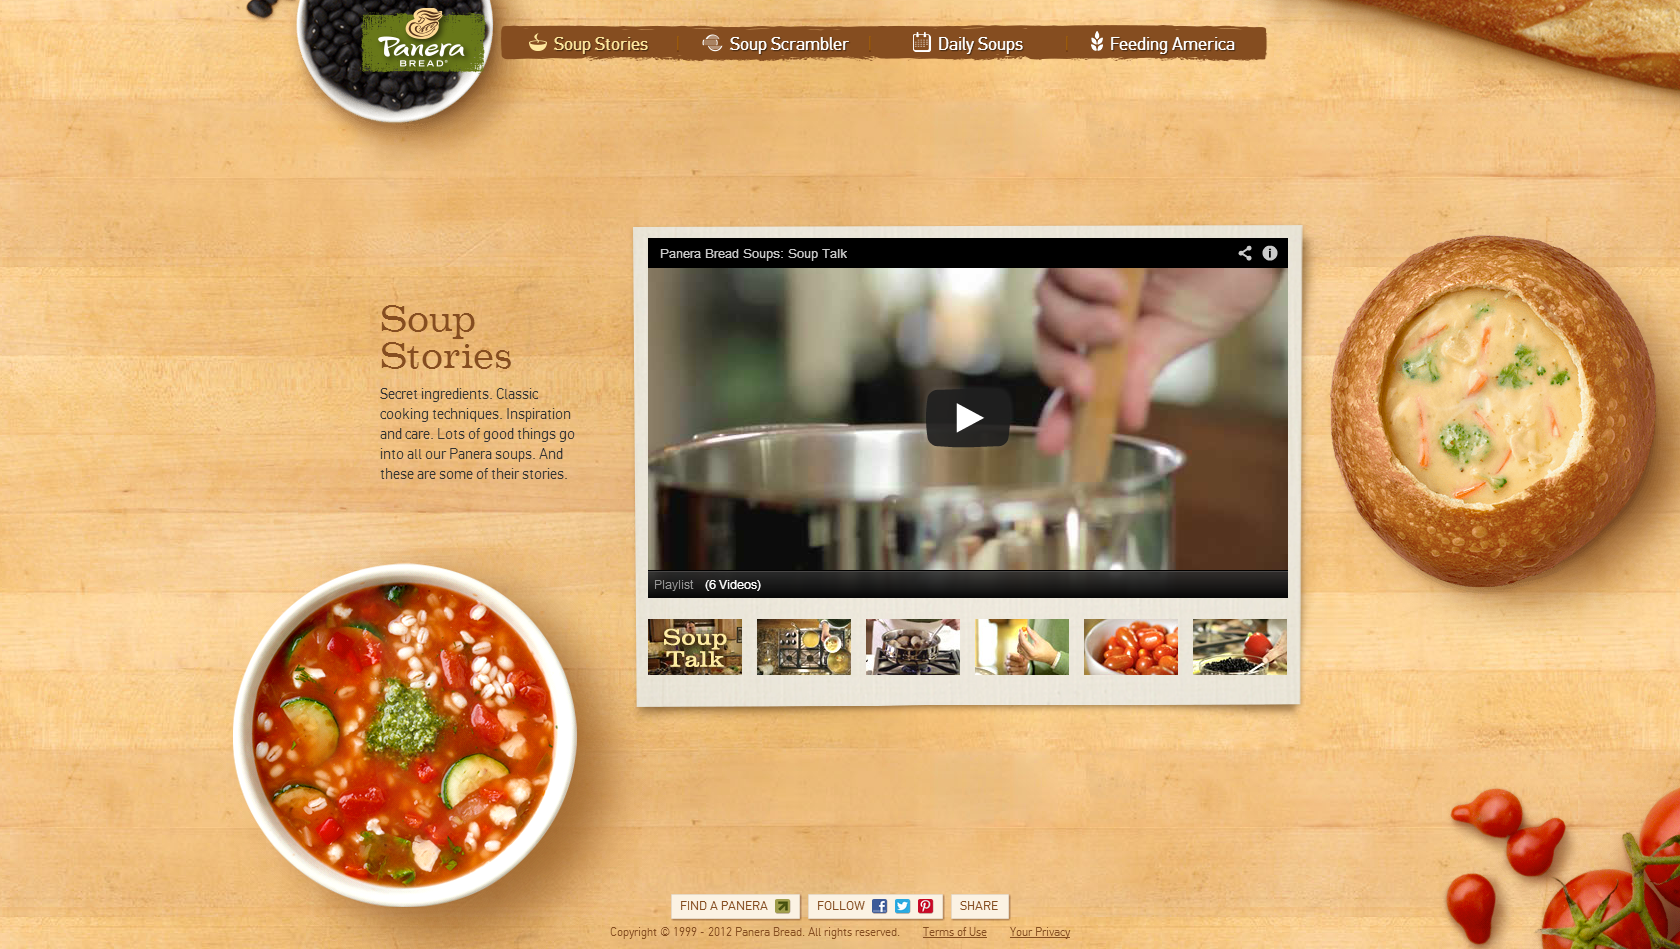 Panera
BREAD®
Soup Stories
Soup Scrambler
Daily Soups
Feeding America
Panera Bread Soups: Soup Talk
Soup
Stories
Secret ingredients. Classic
cooking techniques. Inspiration
and care. Lots of good things go
into all our Panera soups. And
these are some of their stories.
Playlist (6 Videos)
Soup
Talk
FIND A PANERA
FOLLOW
SHARE
Copyright © 1999 - 2012 Panera Bread. All rights reserved. Terms of Use Your Privacy